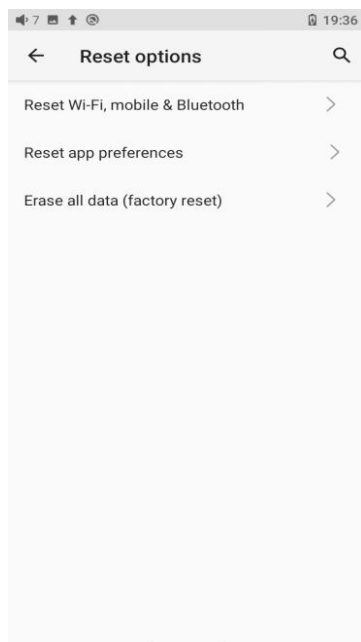 7 19:36
Reset options
Reset Wi-Fi, mobile & Bluetooth
Reset app preferences
Erase all data (factory reset)